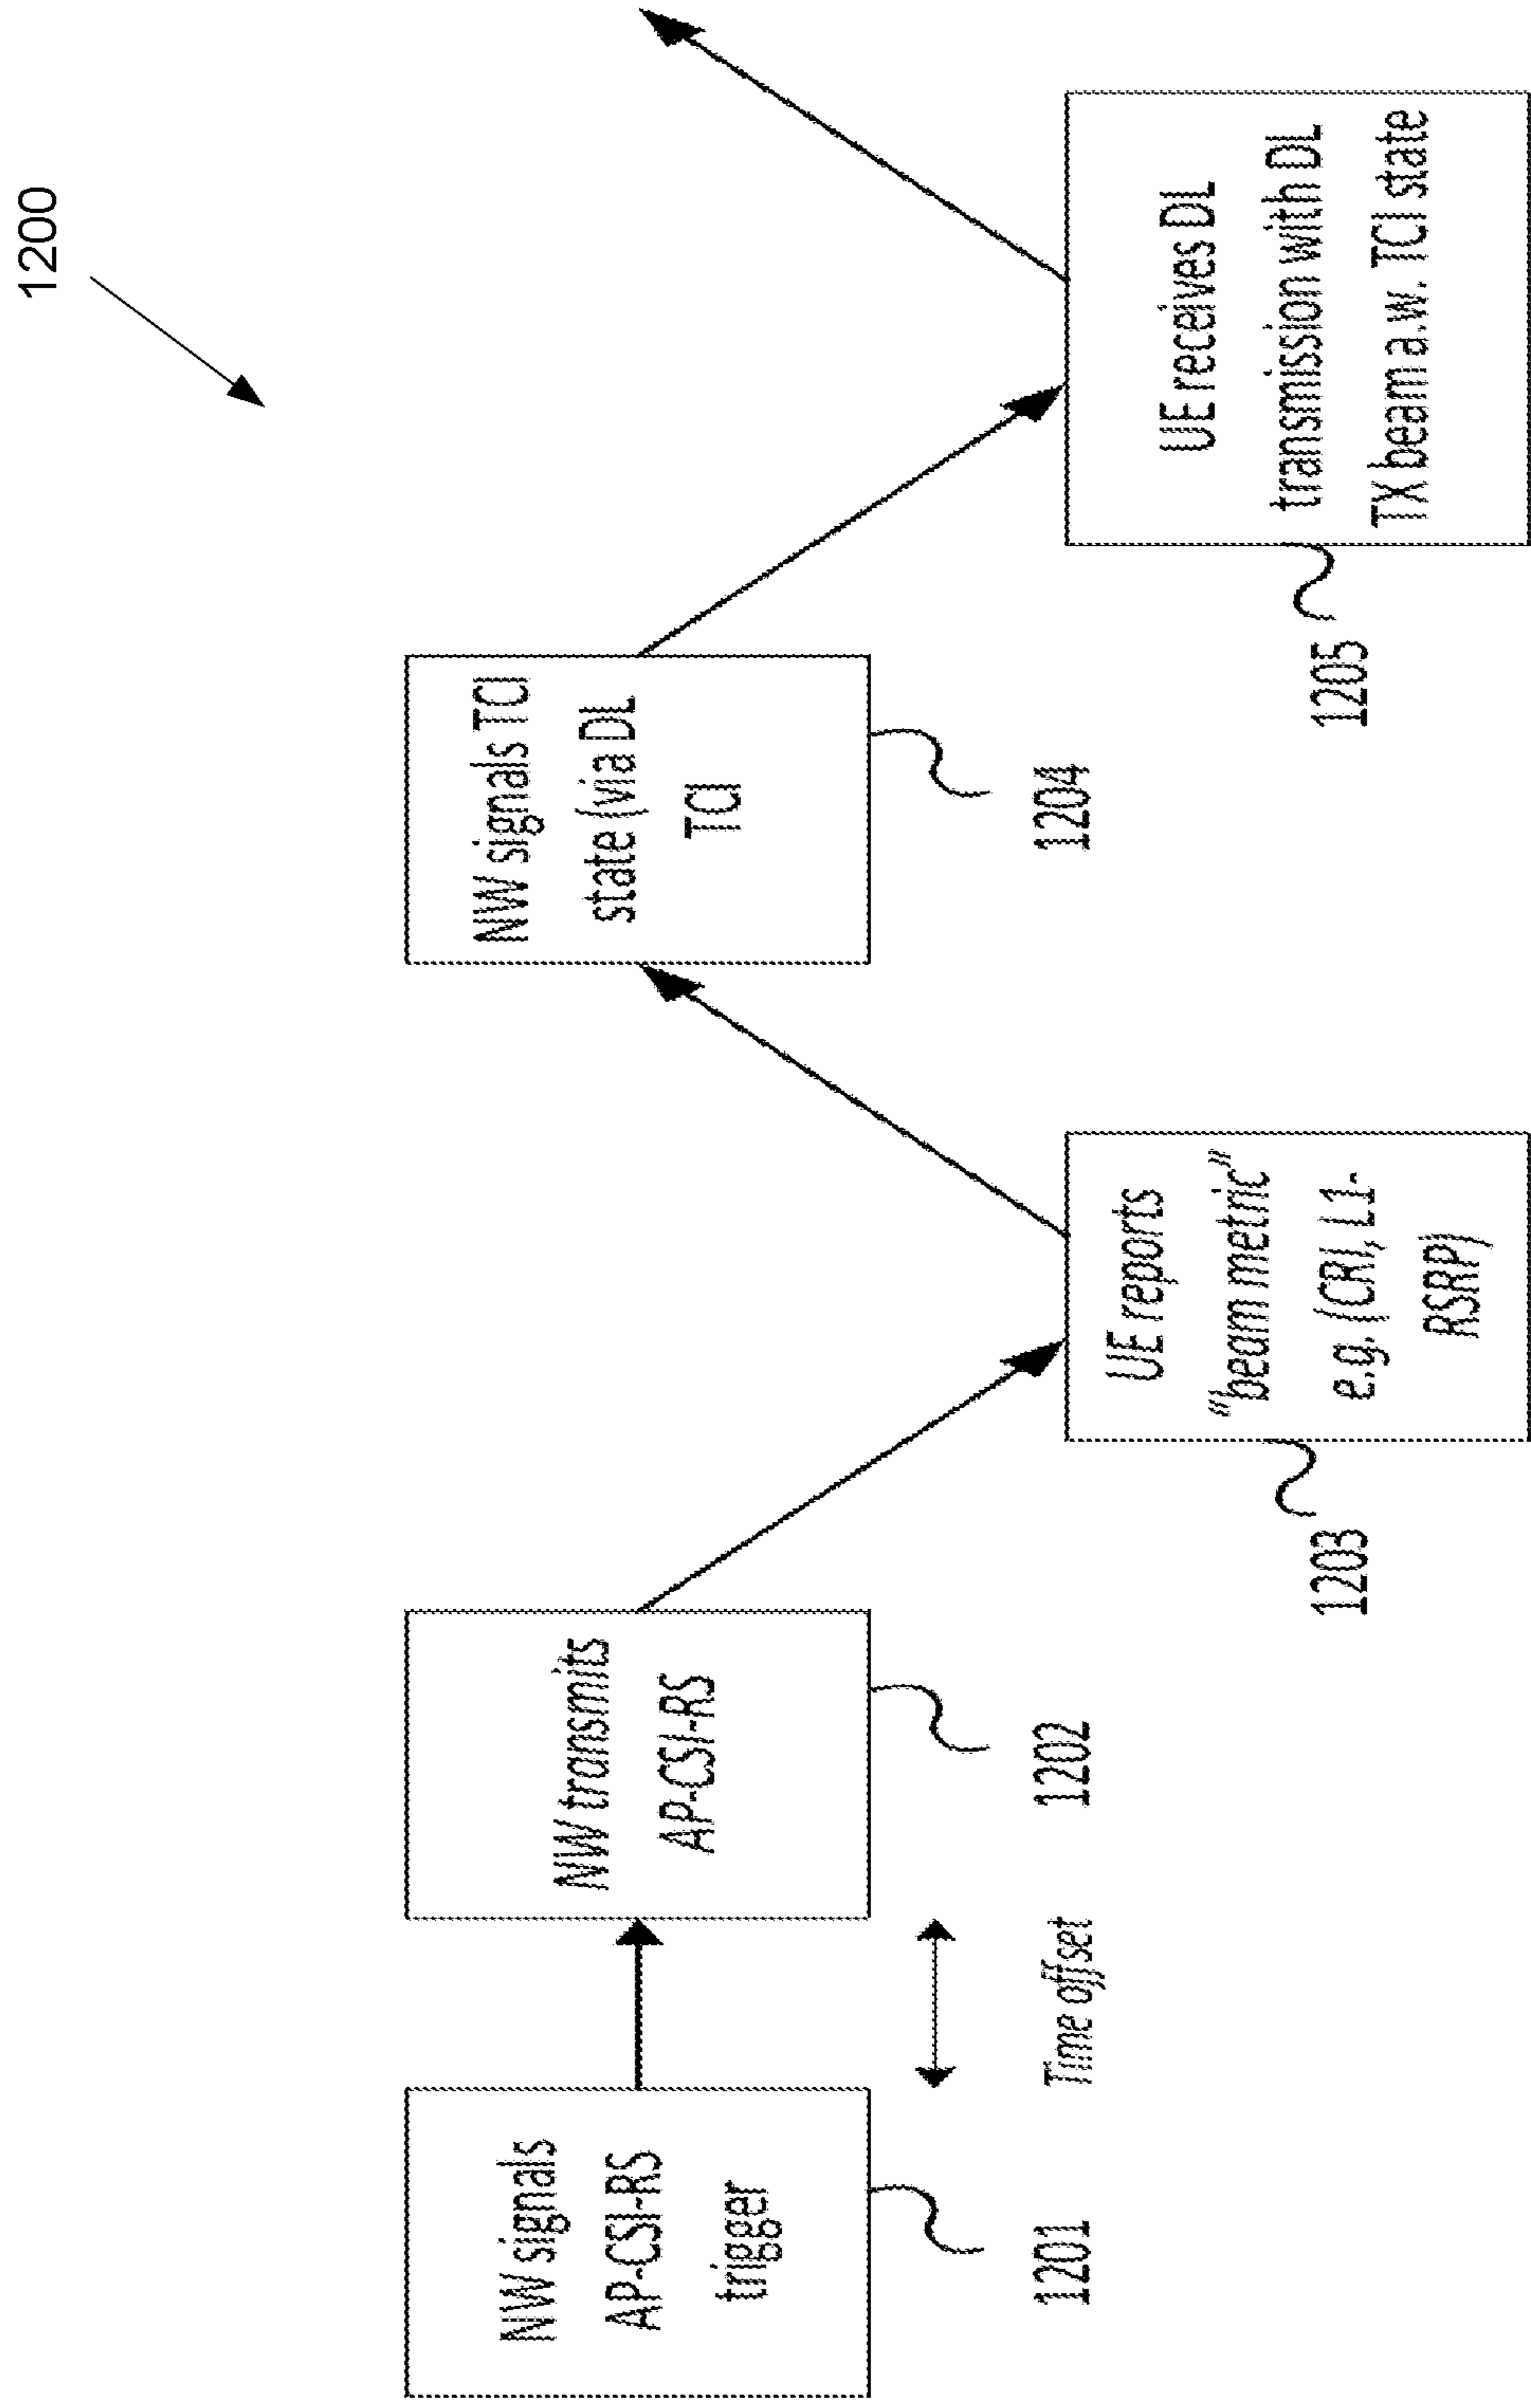 1200
NW signals
AP-CSI-RS
trigger
1201
Time offset
NW transmits
AP-CSI-RS
1202
UE reports
"beam metric"
e.g. (CRI, L1-
RSRP)
1203
NW signals TCI
state (via DL
TCI
1204
UE receives DL
transmission with DL
TX beam a.w. TCI state
1205